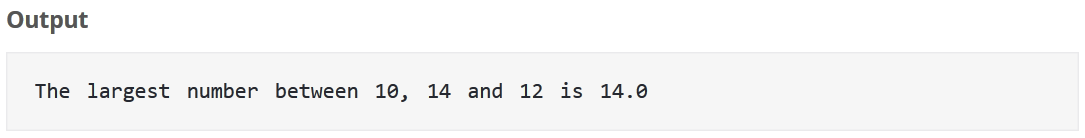 Output
The largest number between 10, 14 and 12 is 14.0